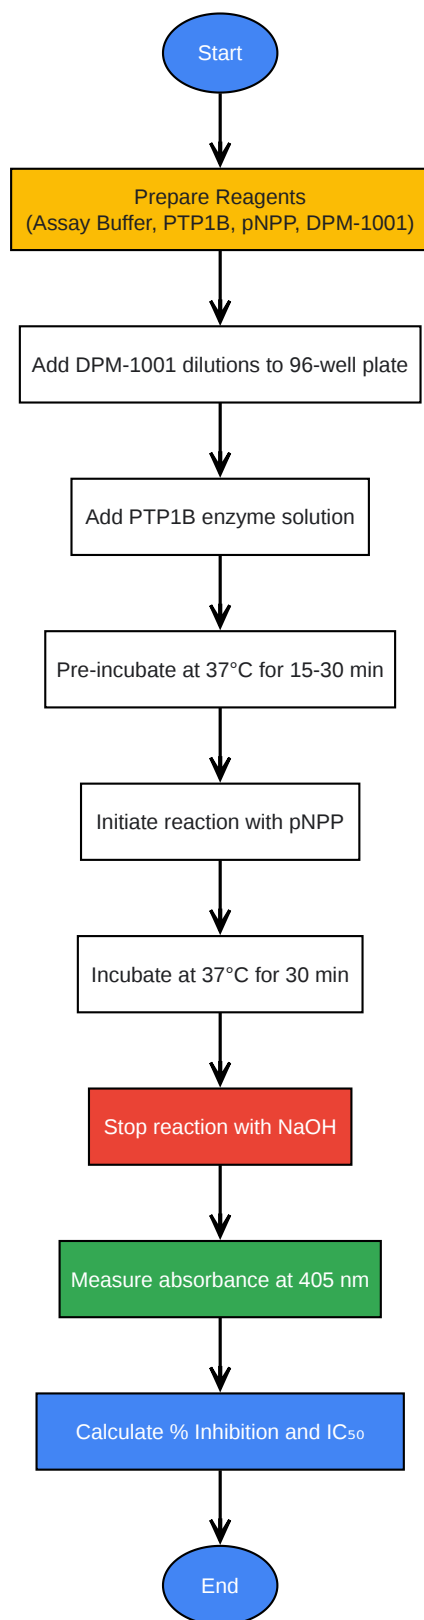 Start
Prepare Reagents
(Assay Buffer, PTP1B, pNPP, DPM-1001)
Add DPM-1001 dilutions to 96-well plate
Add PTP1B enzyme solution
Pre-incubate at 37°C for 15-30 min
Initiate reaction with pNPP
Incubate at 37°C for 30 min
Stop reaction with NaOH
Measure absorbance at 405 nm
Calculate % Inhibition and IC₅₀
End